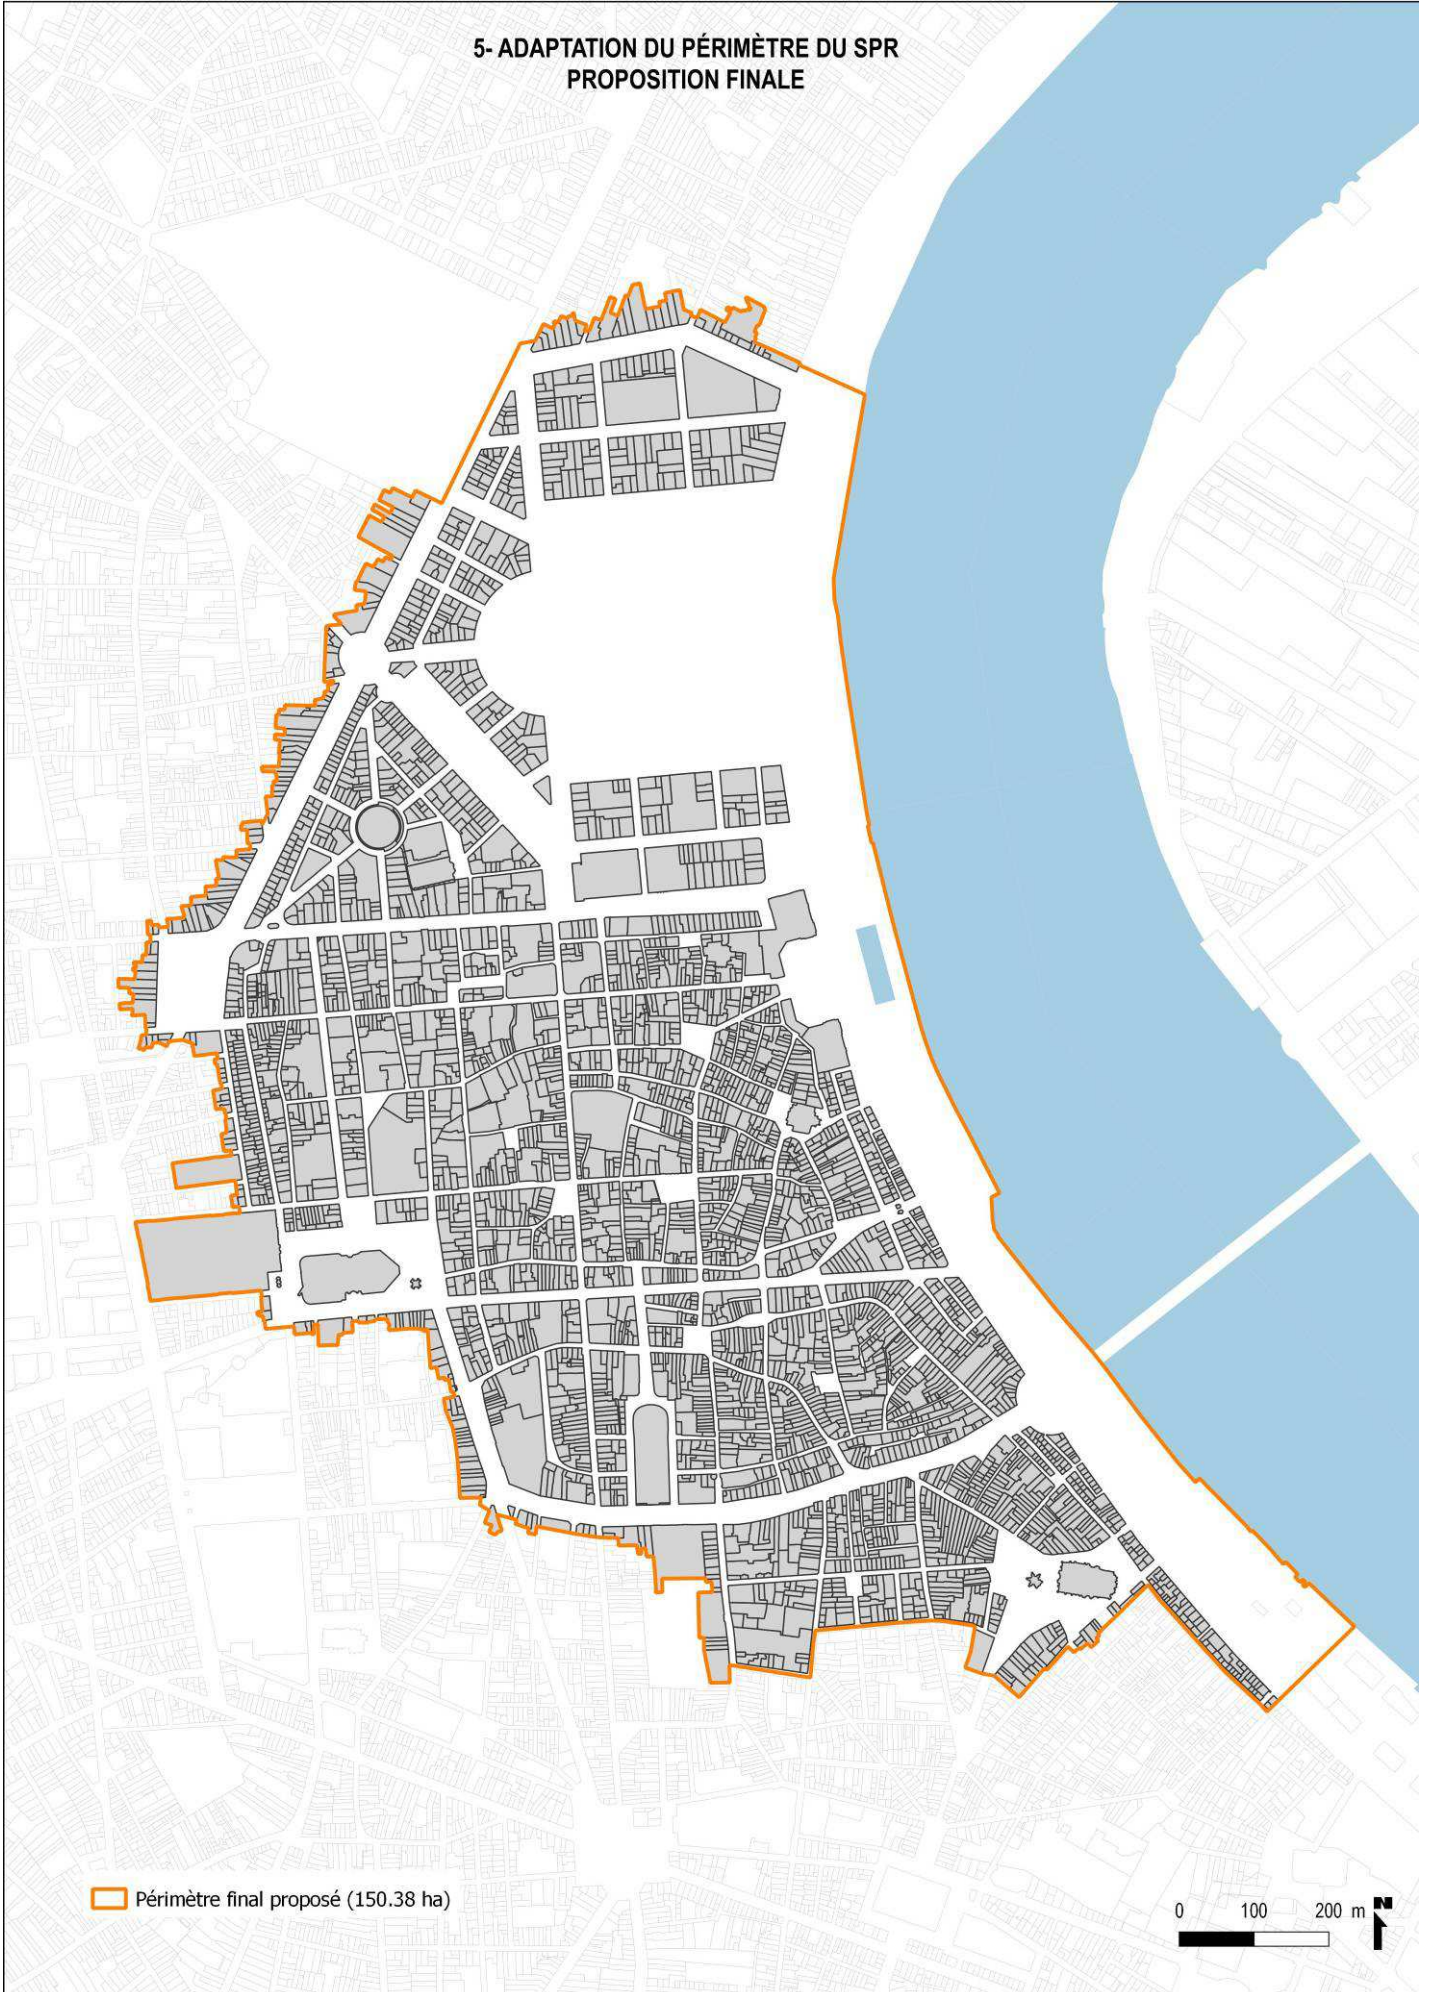 5- ADAPTATION DU PÉRIMÈTRE DU SPR
PROPOSITION FINALE
Périmètre final proposé (150.38 ha)
0 100 200 m
N